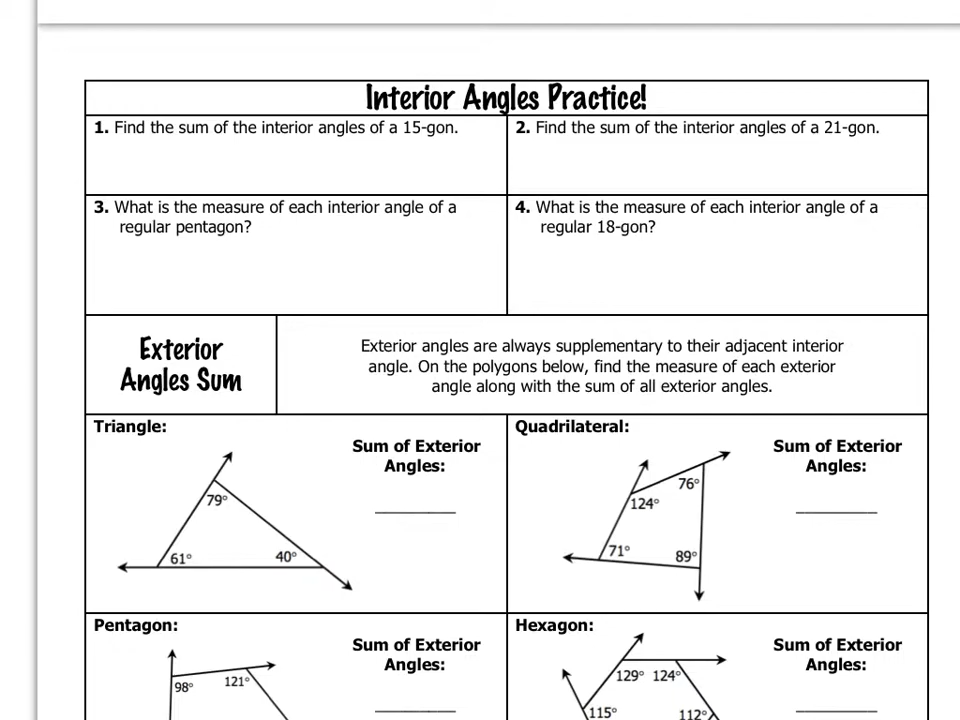 Interior Angles Practice!
1. Find the sum of the interior angles of a 15-gon.
2. Find the sum of the interior angles of a 21-gon.
3. What is the measure of each interior angle of a
regular pentagon?
4. What is the measure of each interior angle of a
regular 18-gon?
Exterior
Angles Sum
Exterior angles are always supplementary to their adjacent interior
angle. On the polygons below, find the measure of each exterior
angle along with the sum of all exterior angles.
Triangle:
Sum of Exterior
Angles:
79°
61°
40°
Quadrilateral:
Sum of Exterior
Angles:
76°
124°
71°
89°
Pentagon:
Sum of Exterior
Angles:
98°
121°
Hexagon:
Sum of Exterior
Angles:
129° 124°
115°
112°